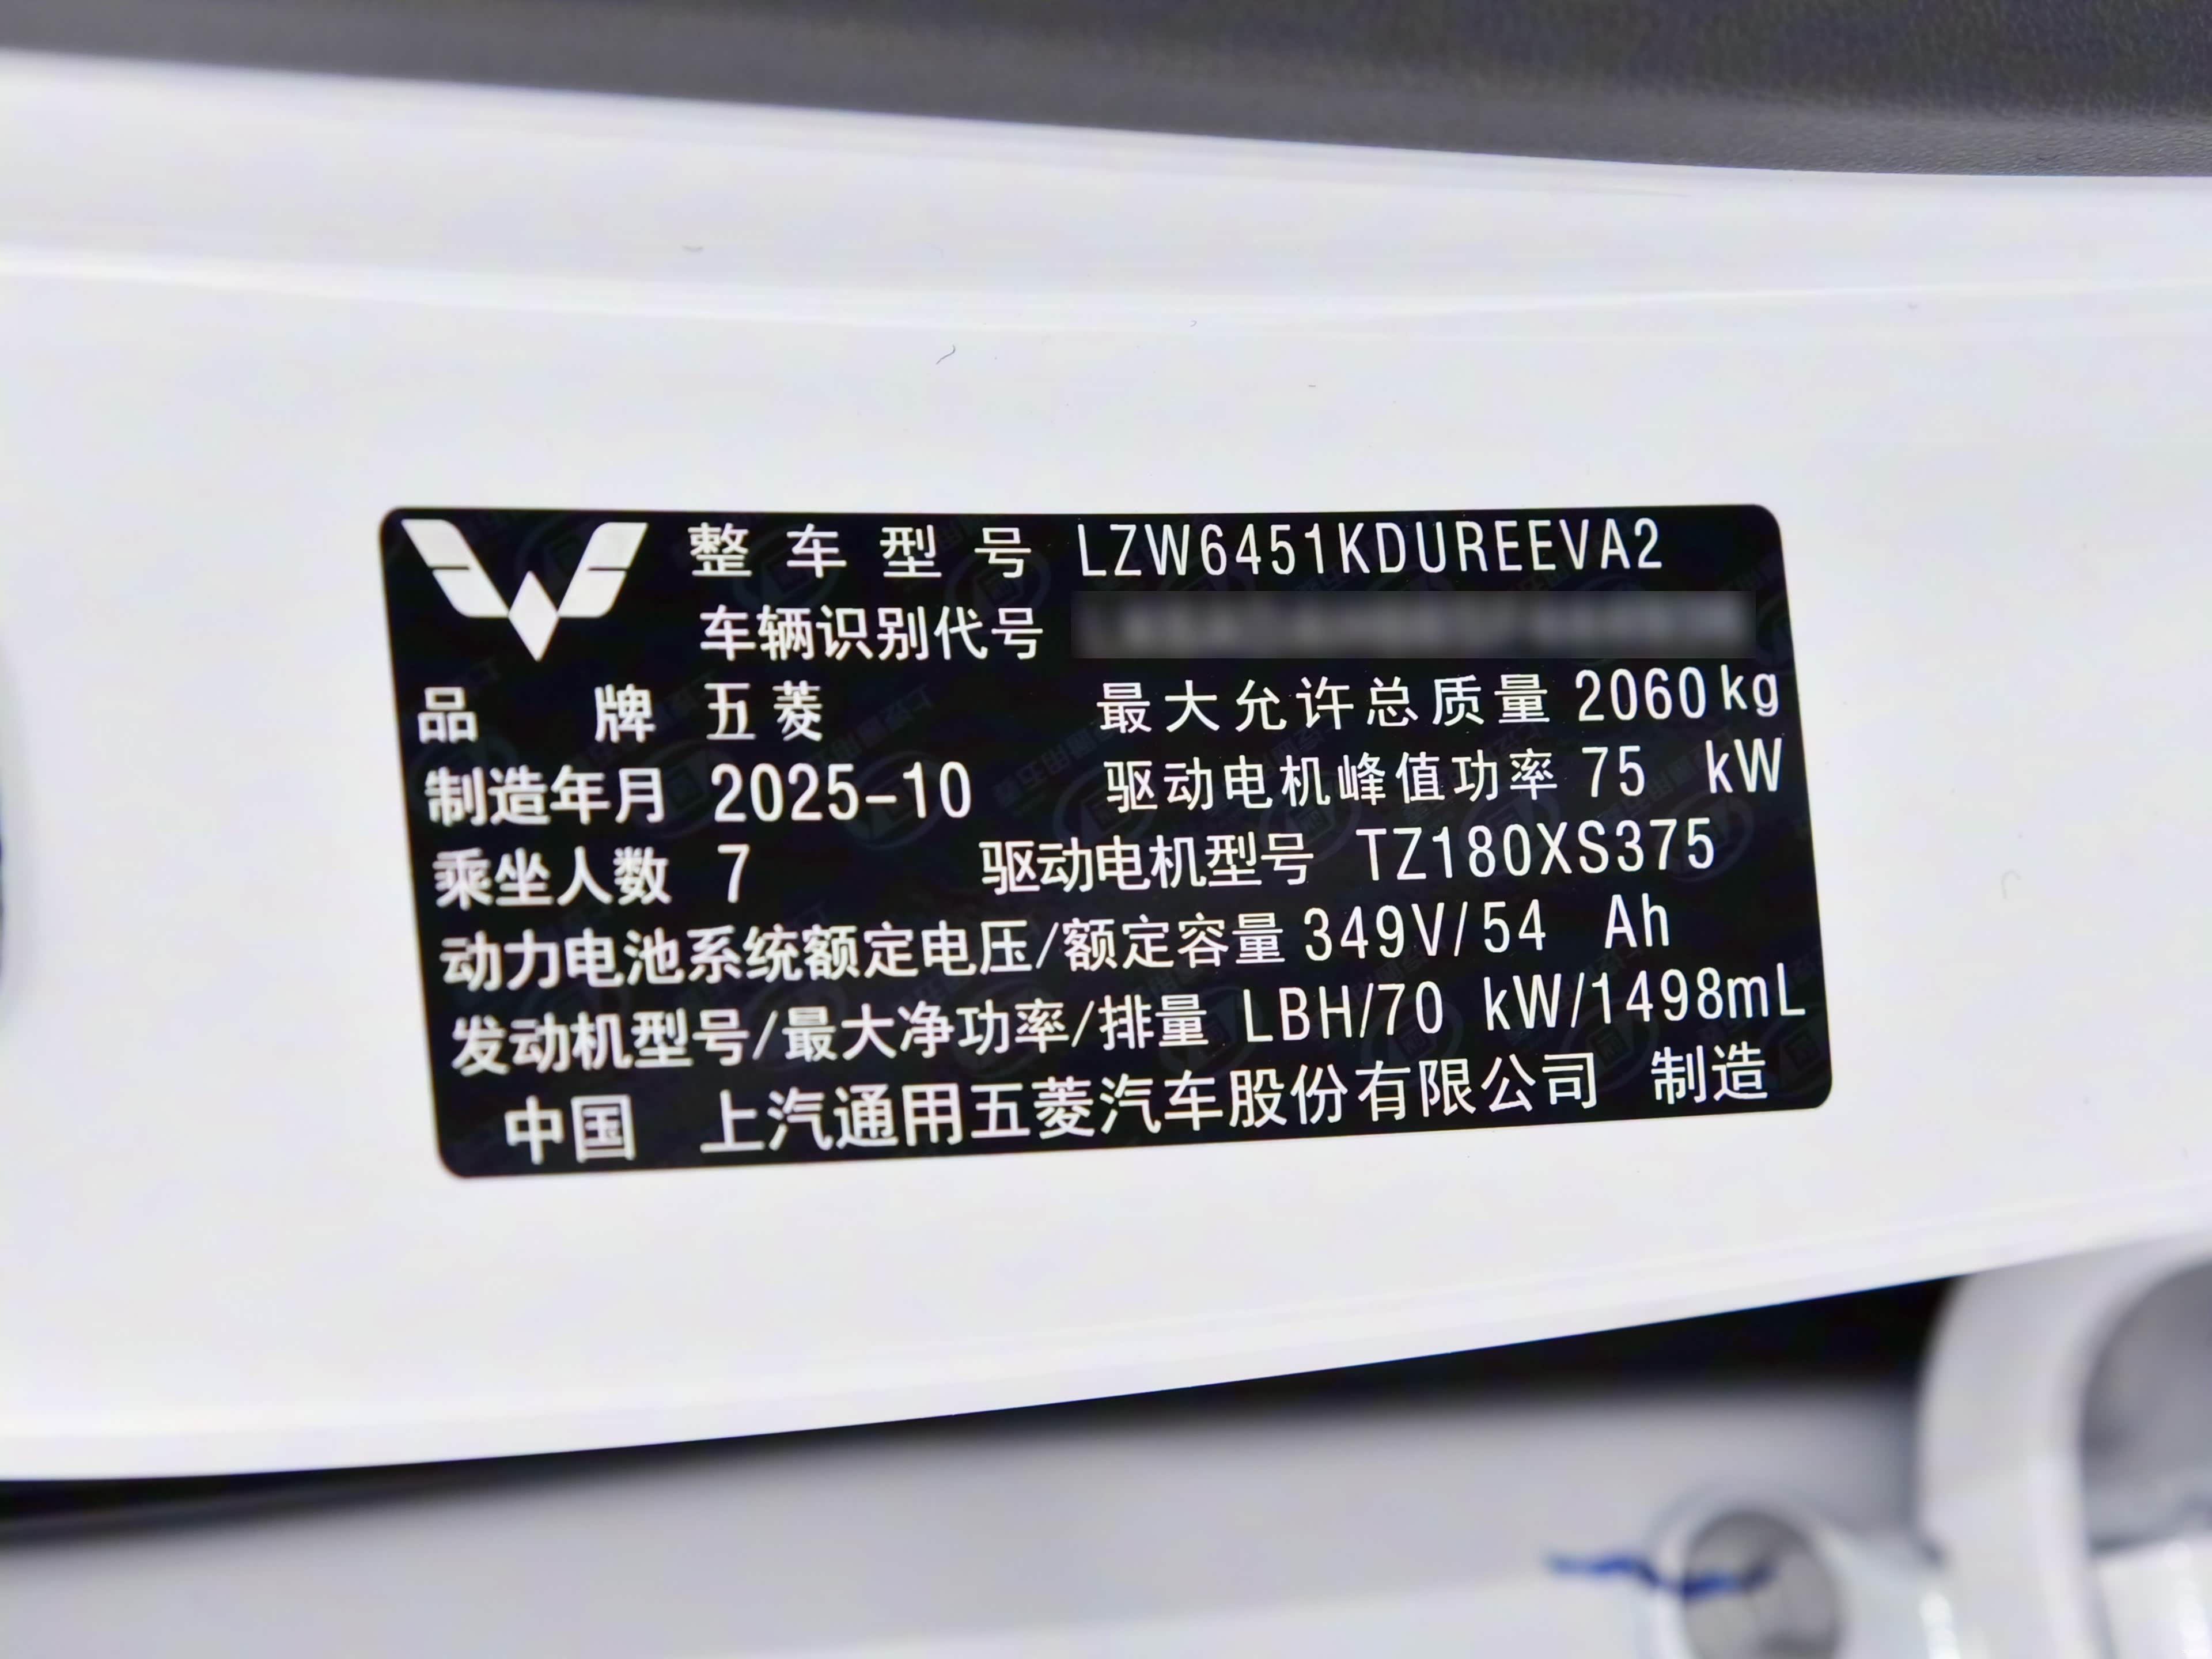 整车型号 LZW6451KDUREEVA2
车辆识别代号
品牌 五菱 最大允许总质量 2060kg
制造年月 2025-10 驱动电机峰值功率 75 kW
乘坐人数 7 驱动电机型号 TZ180XS375
动力电池系统额定电压/额定容量 349V/54 Ah
发动机型号/最大净功率/排量 LBH/70 kW/1498mL
中国 上汽通用五菱汽车股份有限公司 制造